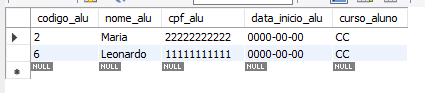 codigo_alu nome_alu cpf_alu data_inicio_alu curso_aluno
2 Maria 22222222222 0000-00-00 CC
6 Leonardo 11111111111 0000-00-00 CC
NULL NULL NULL NULL NULL